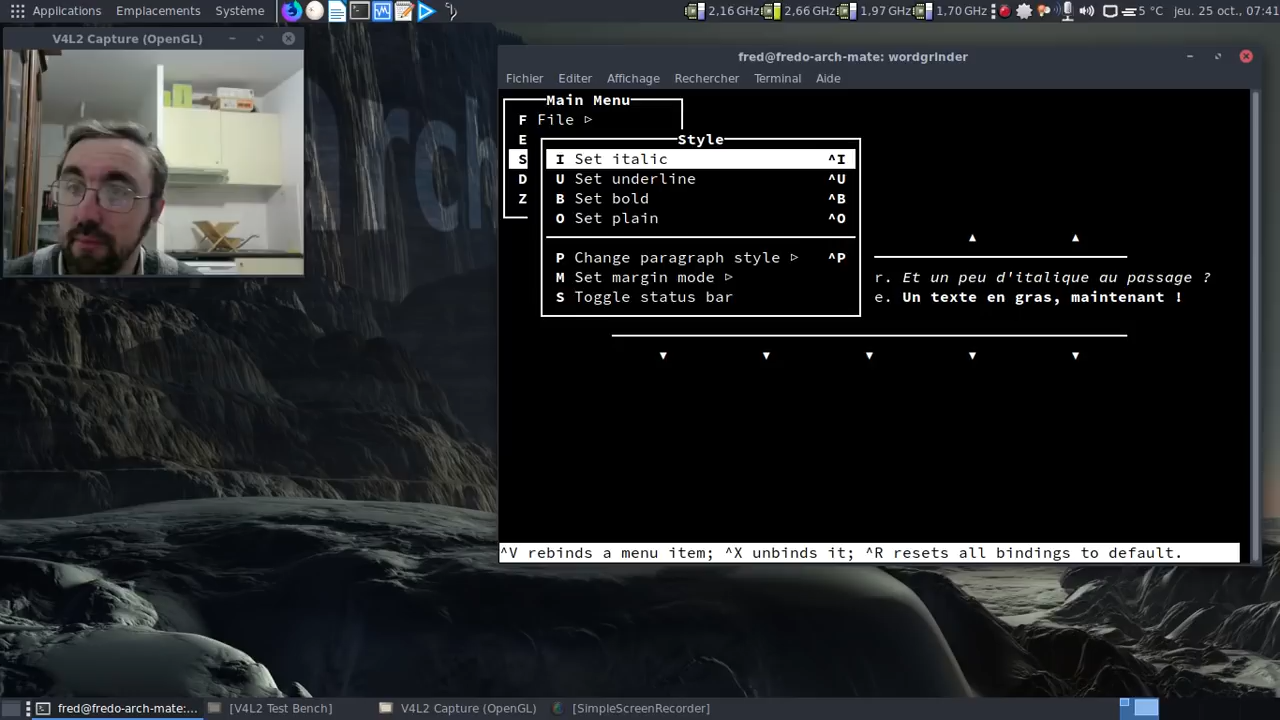 Applications Emplacements Système
2,16 GHz 2,66 GHz 1,97 GHz 1,70 GHz 5 °C jeu. 25 oct., 07:41
V4L2 Capture (OpenGL)
fred@fredo-arch-mate: wordgrinder
Fichier Editer Affichage Rechercher Terminal Aide
Main Menu
F File ▷
E
S
D
Z
Style
I Set italic ^I
U Set underline ^U
B Set bold ^B
O Set plain ^O
P Change paragraph style ▷ ^P
M Set margin mode ▷
S Toggle status bar
r. Et un peu d'italique au passage ?
e. Un texte en gras, maintenant !
^V rebinds a menu item; ^X unbinds it; ^R resets all bindings to default.
arch
fred@fredo-arch-mate:... [V4L2 Test Bench] V4L2 Capture (OpenGL) [SimpleScreenRecorder]